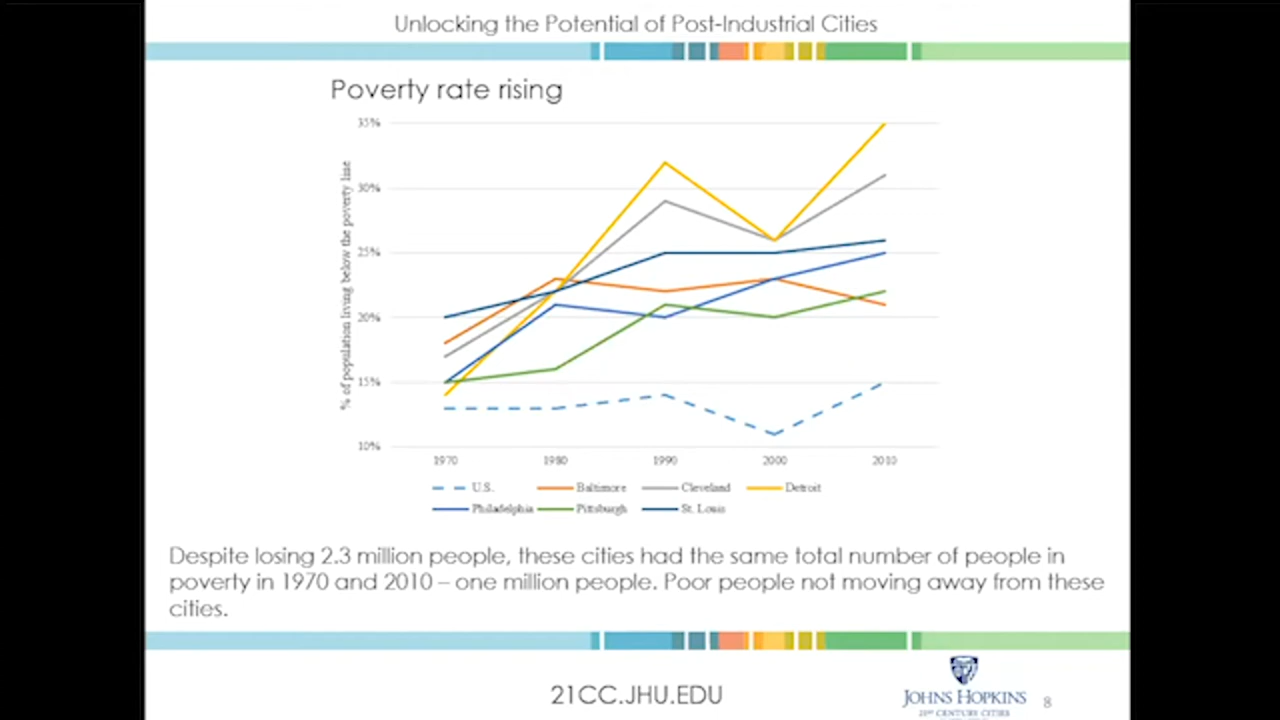 Unlocking the Potential of Post-Industrial Cities
Poverty rate rising
% of population living below the poverty line
35%
30%
25%
20%
15%
10%
1970 1980 1990 2000 2010
U.S. Baltimore Cleveland Detroit
Philadelphia Pittsburgh St. Louis
Despite losing 2.3 million people, these cities had the same total number of people in
poverty in 1970 and 2010 – one million people. Poor people not moving away from these
cities.
21CC.JHU.EDU
JOHNS HOPKINS
21ST CENTURY CITIES
8